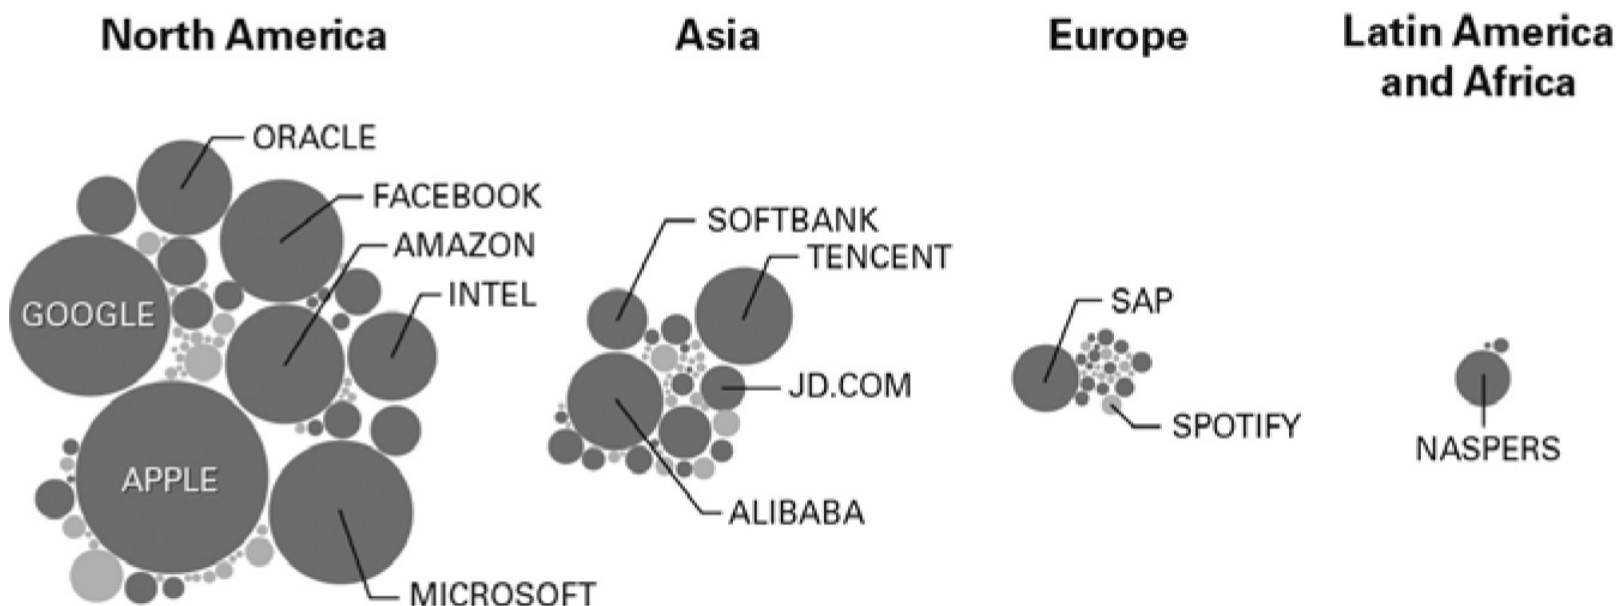 North America
Asia
Europe
Latin America
and Africa
ORACLE
FACEBOOK
AMAZON
INTEL
GOOGLE
APPLE
MICROSOFT
SOFTBANK
TENCENT
JD.COM
ALIBABA
SAP
SPOTIFY
NASPERS